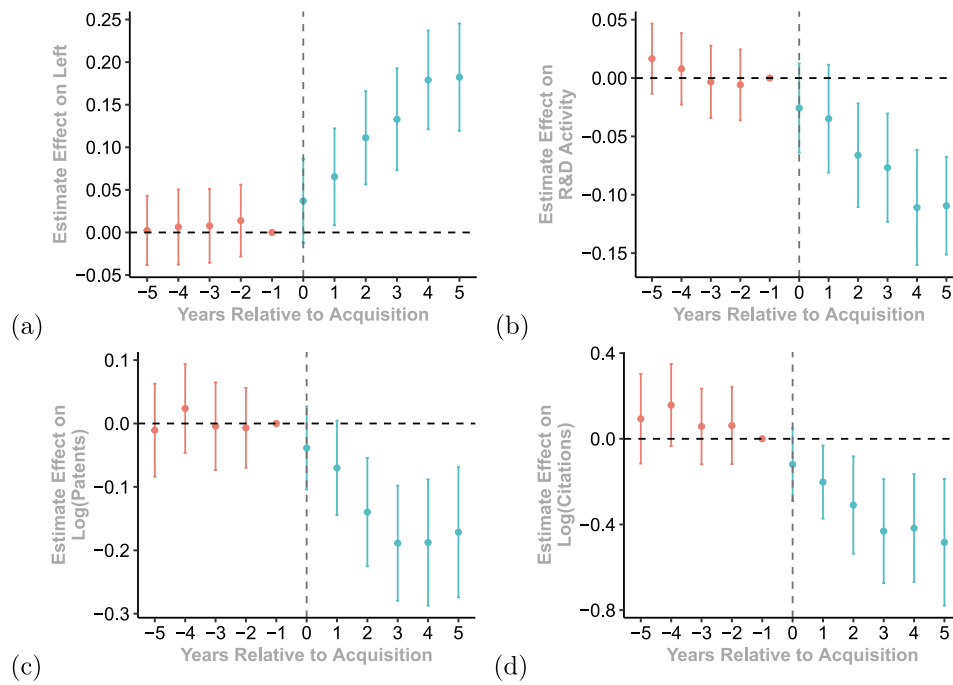 Estimate Effect on Left
0.25
0.20
0.15
0.10
0.05
0.00
−0.05
−5 −4 −3 −2 −1 0 1 2 3 4 5
Years Relative to Acquisition
(a)
Estimate Effect on
R&D Activity
0.05
0.00
−0.05
−0.10
−0.15
−5 −4 −3 −2 −1 0 1 2 3 4 5
Years Relative to Acquisition
(b)
Estimate Effect on
Log(Patents)
0.1
0.0
−0.1
−0.2
−0.3
−5 −4 −3 −2 −1 0 1 2 3 4 5
Years Relative to Acquisition
(c)
Estimate Effect on
Log(Citations)
0.4
0.0
−0.4
−0.8
−5 −4 −3 −2 −1 0 1 2 3 4 5
Years Relative to Acquisition
(d)